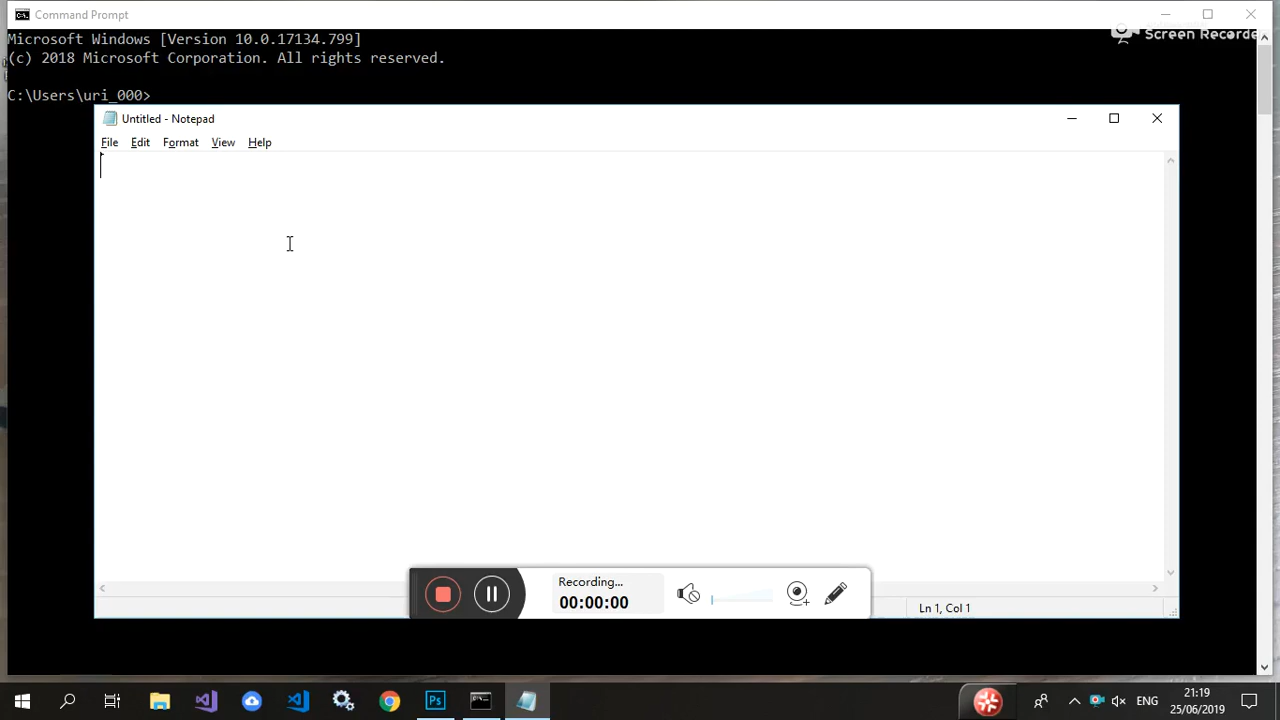 Command Prompt
Screen Recorde
Microsoft Windows [Version 10.0.17134.799]
(c) 2018 Microsoft Corporation. All rights reserved.
C:\Users\uri_000>
Untitled - Notepad
File Edit Format View Help
Recording...
00:00:00
Ln 1, Col 1
Ps
ENG
21:19
25/06/2019